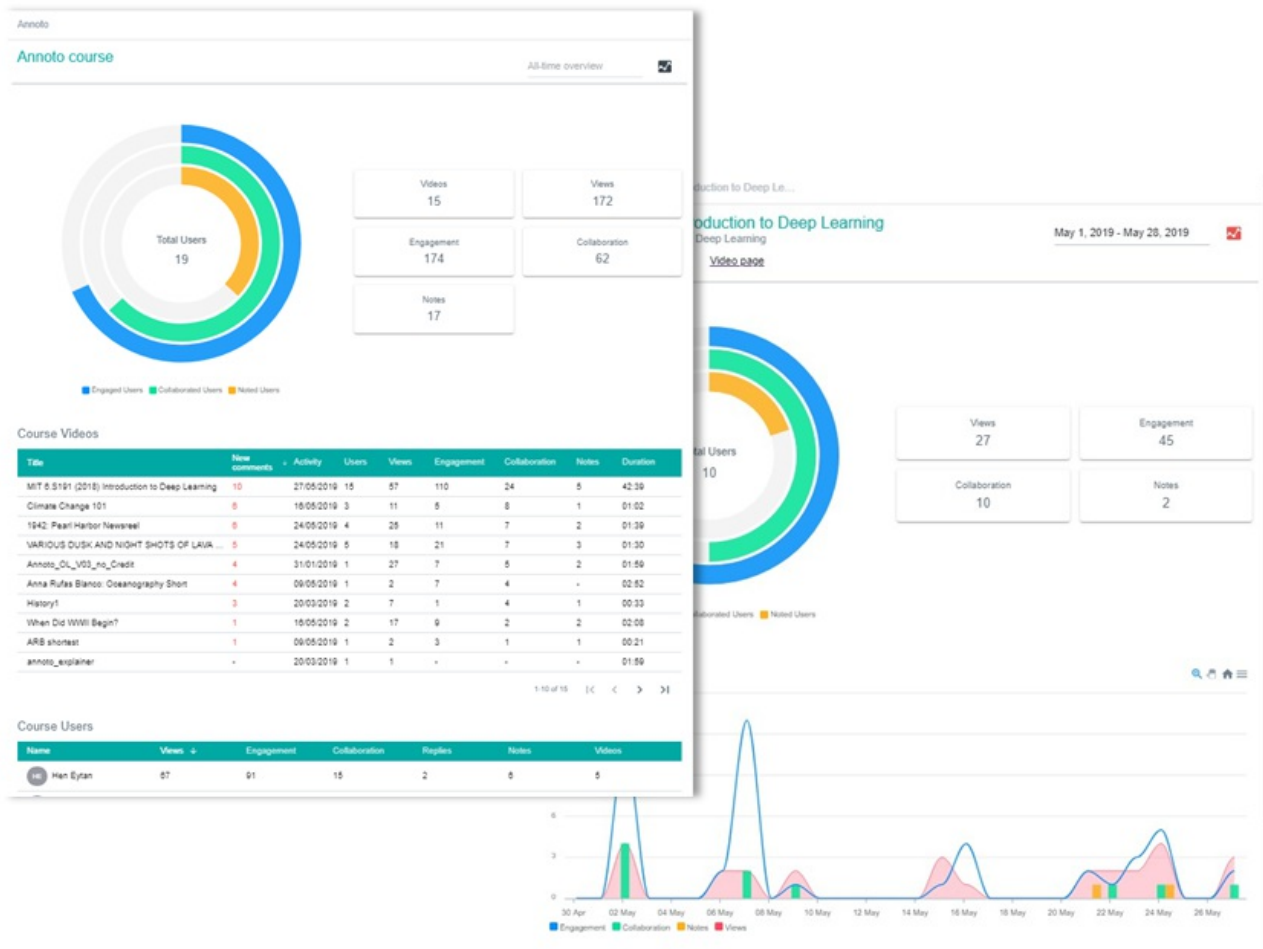 Annoto
Annoto course
All-time overview
Total Users
19
Videos
15
Views
172
Engagement
174
Collaboration
62
Notes
17
Engaged Users Collaborated Users Noted Users
Course Videos
Title New comments Activity Users Views Engagement Collaboration Notes Duration
MIT 6.S191 (2018) Introduction to Deep Learning 10 27/05/2019 15 57 110 24 5 42:39
Climate Change 101 6 16/05/2019 3 11 5 8 1 01:02
1942: Pearl Harbor Newsreel 6 24/05/2019 4 25 11 7 2 01:39
VARIOUS DUSK AND NIGHT SHOTS OF LAVA ... 5 24/05/2019 5 18 21 7 3 01:30
Annoto_OL_V03_no_Credit 4 31/01/2019 1 27 7 5 2 01:59
Anna Rufas Blanco: Oceanography Short 4 09/05/2019 1 2 7 4 - 02:52
History1 3 20/03/2019 2 7 1 4 1 00:33
When Did WWII Begin? 1 16/05/2019 2 17 9 2 2 02:08
ARB shortest 1 09/05/2019 1 2 3 1 1 00:21
annoto_explainer - 20/03/2019 1 1 - - - 01:59
1-10 of 15
Course Users
Name Views Engagement Collaboration Replies Notes Videos
HE Hen Eytan 67 91 15 2 6 5
duction to Deep Le...
oduction to Deep Learning
Deep Learning
Video page
May 1, 2019 - May 28, 2019
tal Users
10
Views
27
Engagement
45
Collaboration
10
Notes
2
llaborated Users Noted Users
6
3
0
30 Apr 02 May 04 May 06 May 08 May 10 May 12 May 14 May 16 May 18 May 20 May 22 May 24 May 26 May
Engagement Collaboration Notes Views